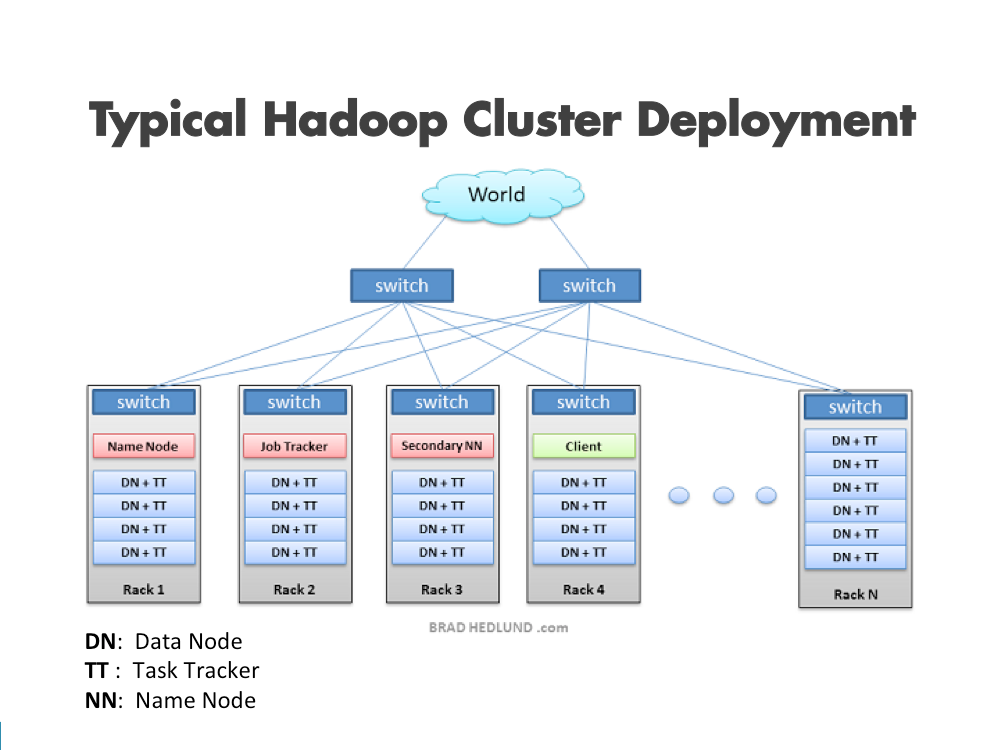 Typical Hadoop Cluster Deployment
World
switch switch
switch switch switch switch switch
Name Node Job Tracker Secondary NN Client DN + TT
DN + TT
DN + TT DN + TT DN + TT DN + TT DN + TT
DN + TT DN + TT DN + TT DN + TT DN + TT
DN + TT DN + TT DN + TT DN + TT DN + TT
DN + TT DN + TT DN + TT DN + TT DN + TT
Rack 1 Rack 2 Rack 3 Rack 4 Rack N
BRAD HEDLUND .com
DN: Data Node
TT : Task Tracker
NN: Name Node